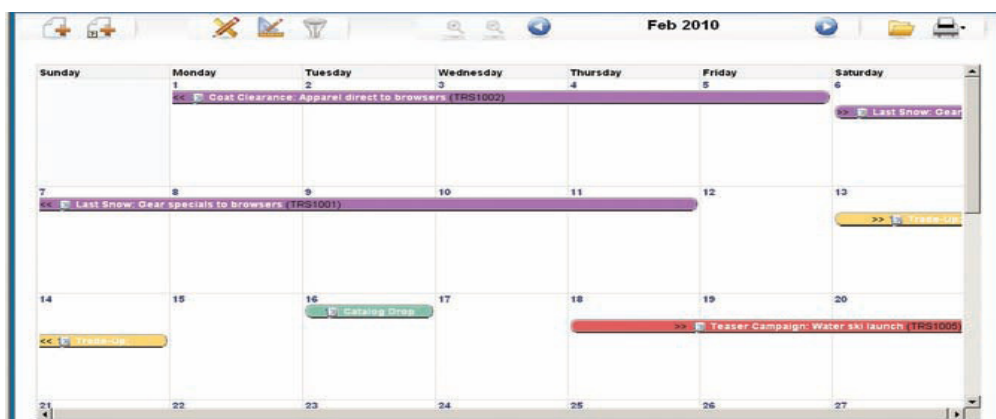 Feb 2010
Sunday Monday Tuesday Wednesday Thursday Friday Saturday
1 2 3 4 5 6
<< Coat Clearance: Apparel direct to browsers (TRS1002)
>> Last Snow: Gear
7 8 9 10 11 12 13
<< Last Snow: Gear specials to browsers (TRS1001)
>> Trade-Up:
14 15 16 17 18 19 20
Catalog Drop
>> Teaser Campaign: Water ski launch (TRS1005)
<< Trade-Up:
21 22 23 24 25 26 27